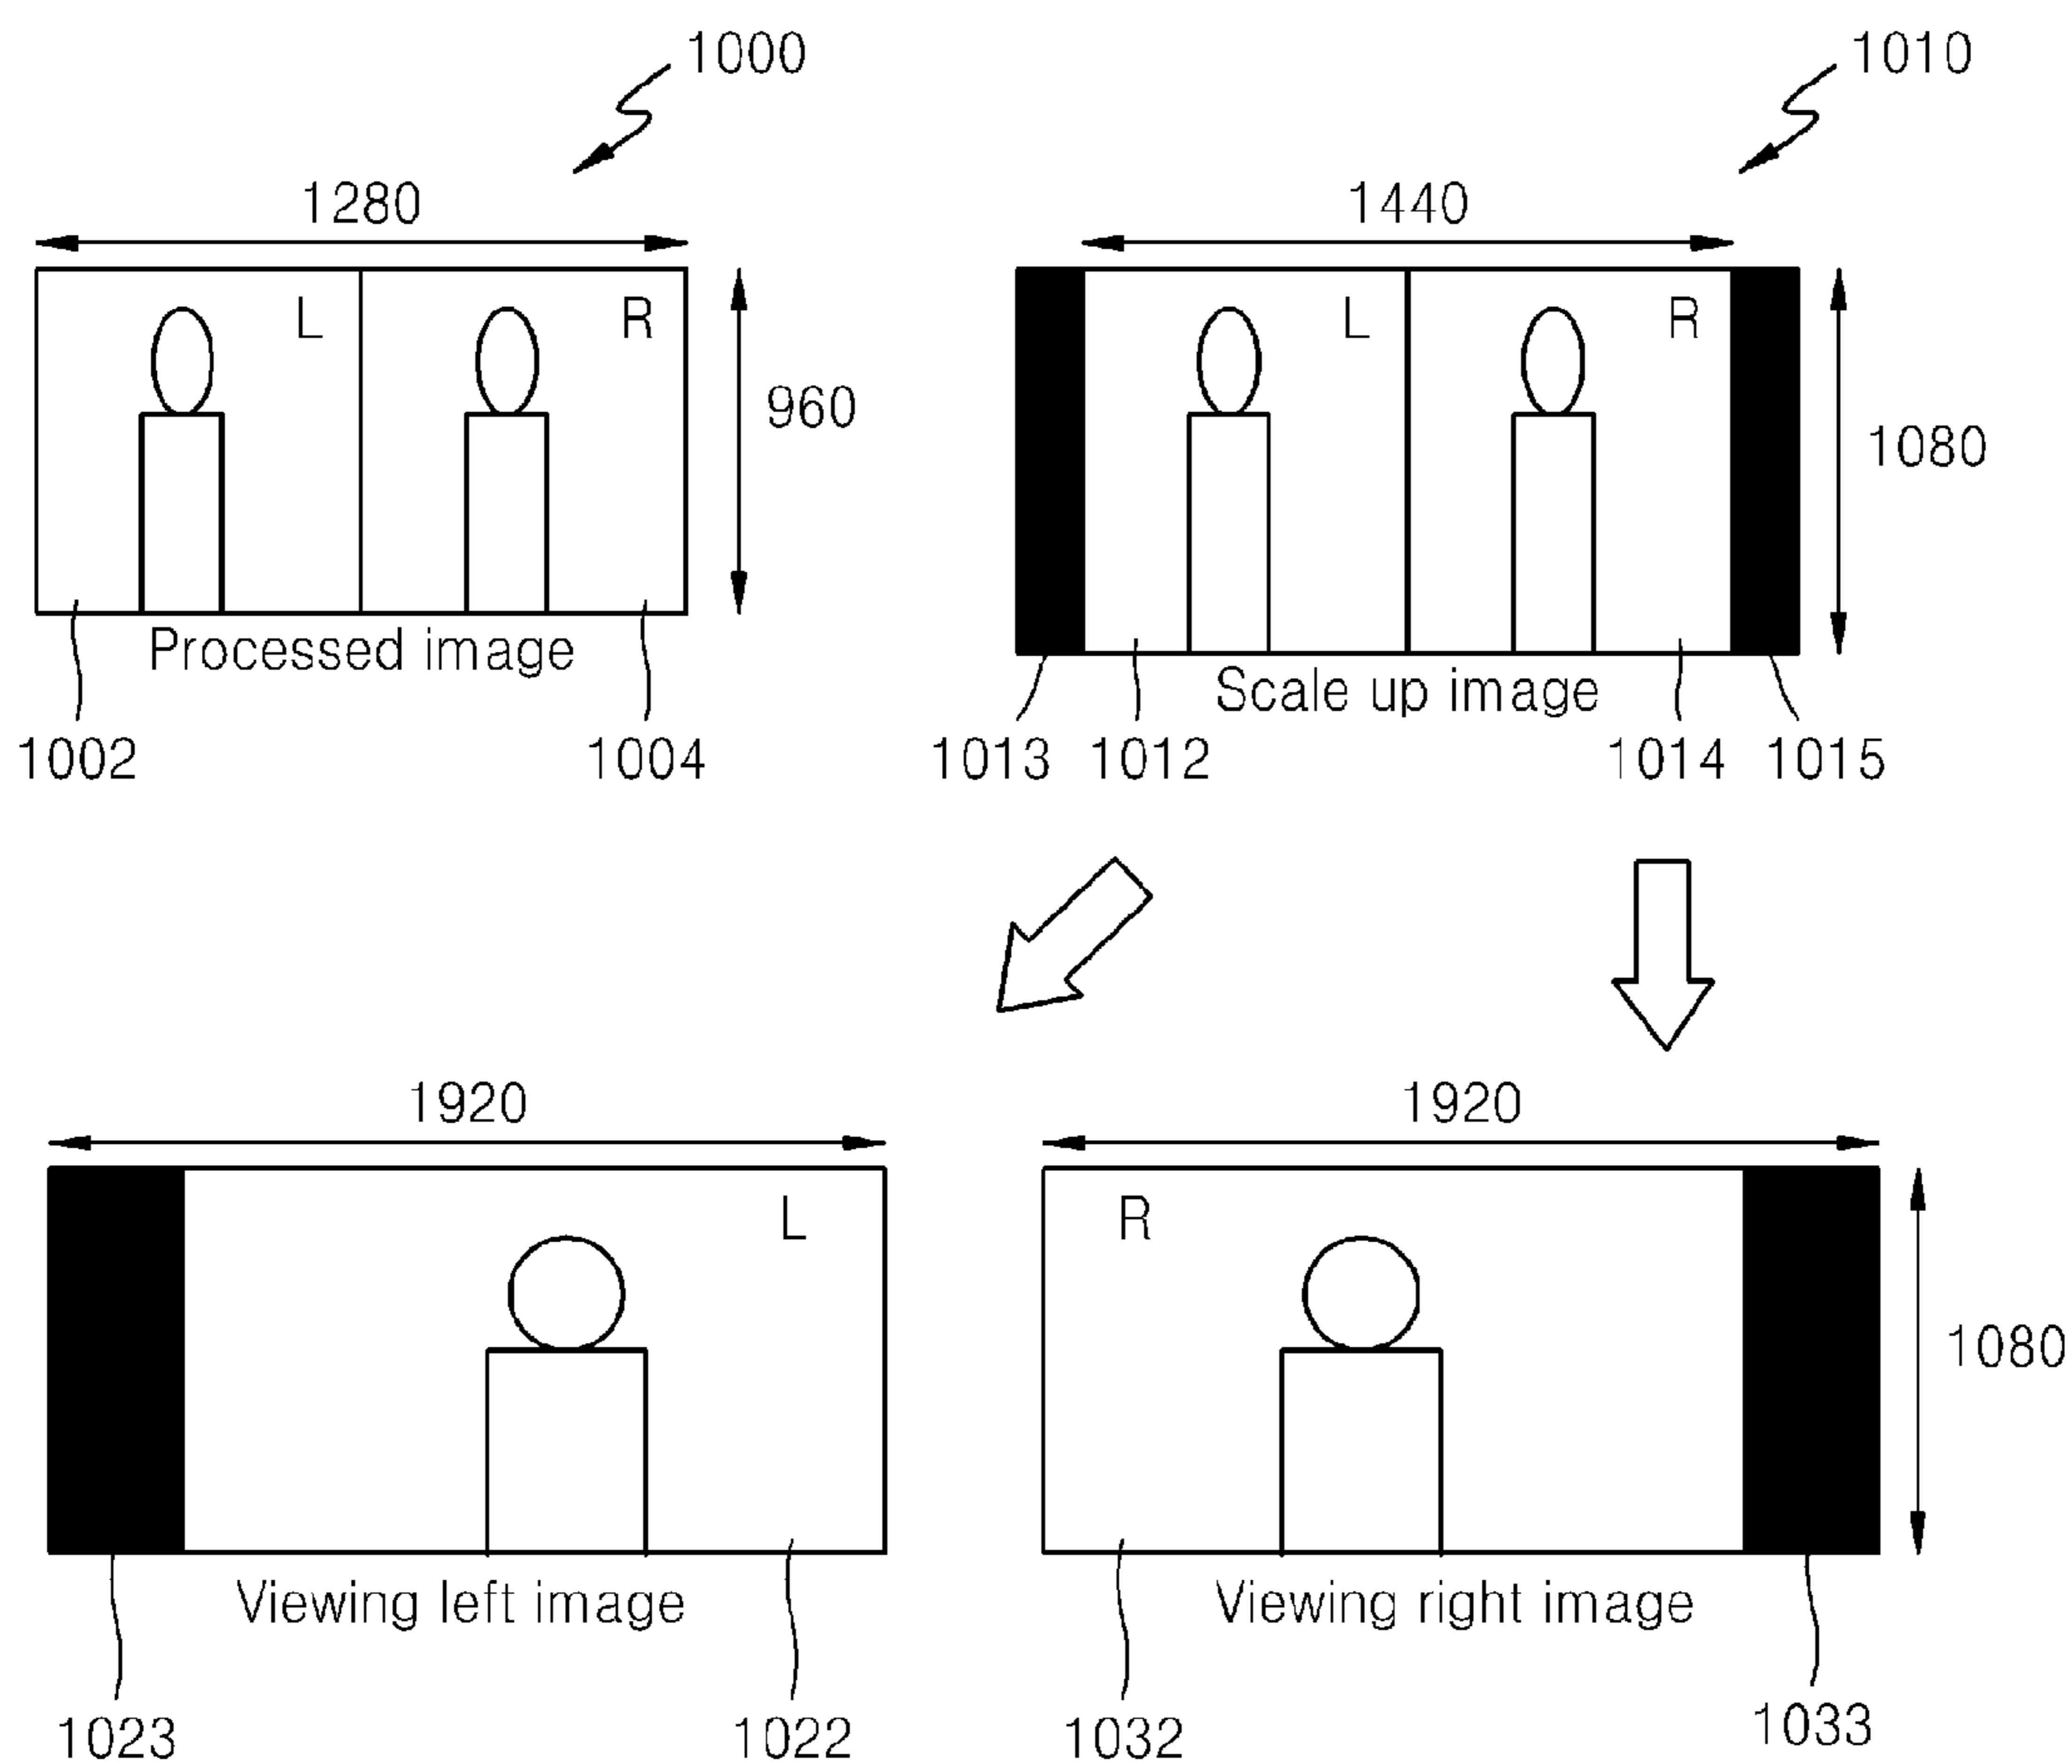 1000
1010
1280
1440
L
R
L
R
960
1080
Processed image
Scale up image
1002
1004
1013
1012
1014
1015
1920
1920
L
R
1080
Viewing left image
Viewing right image
1023
1022
1032
1033